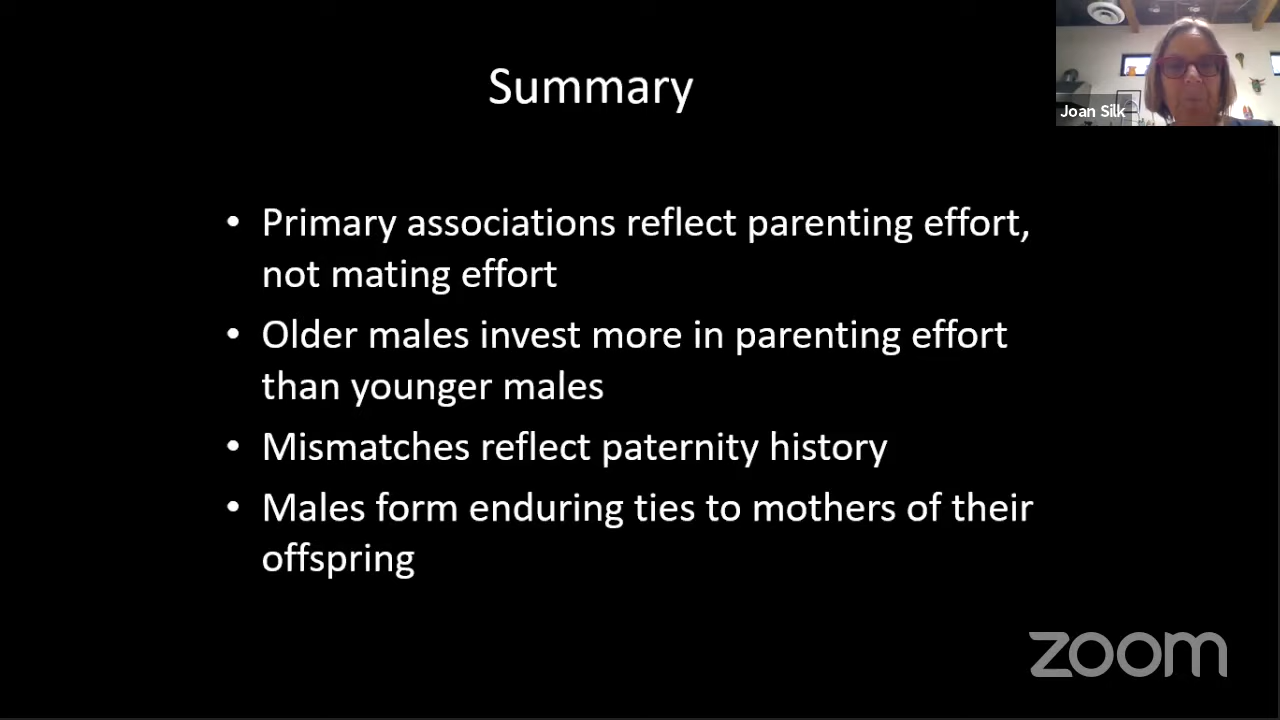 Summary
Joan Silk
• Primary associations reflect parenting effort,
not mating effort
• Older males invest more in parenting effort
than younger males
• Mismatches reflect paternity history
• Males form enduring ties to mothers of their
offspring
zoom